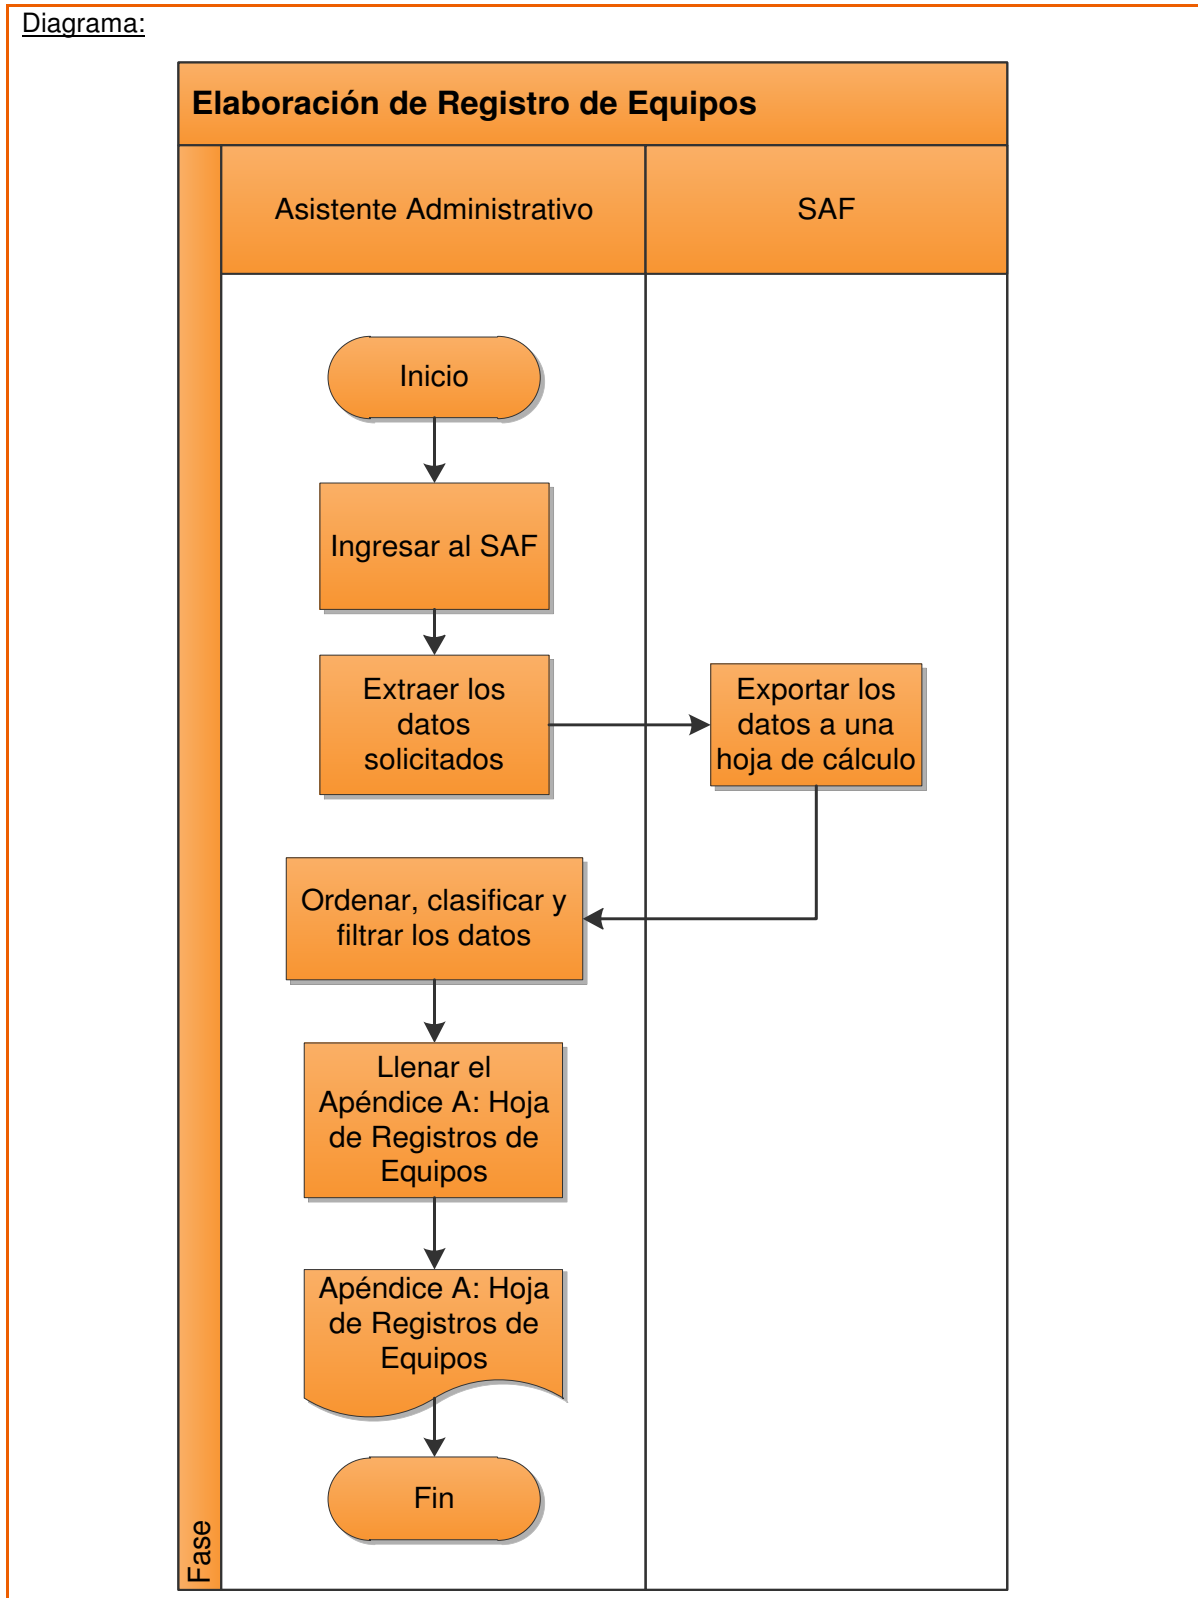 Diagrama:
Elaboración de Registro de Equipos
Asistente Administrativo
SAF
Inicio
Ingresar al SAF
Extraer los
datos
solicitados
Exportar los
datos a una
hoja de cálculo
Ordenar, clasificar y
filtrar los datos
Llenar el
Apéndice A: Hoja
de Registros de
Equipos
Apéndice A: Hoja
de Registros de
Equipos
Fin
Fase